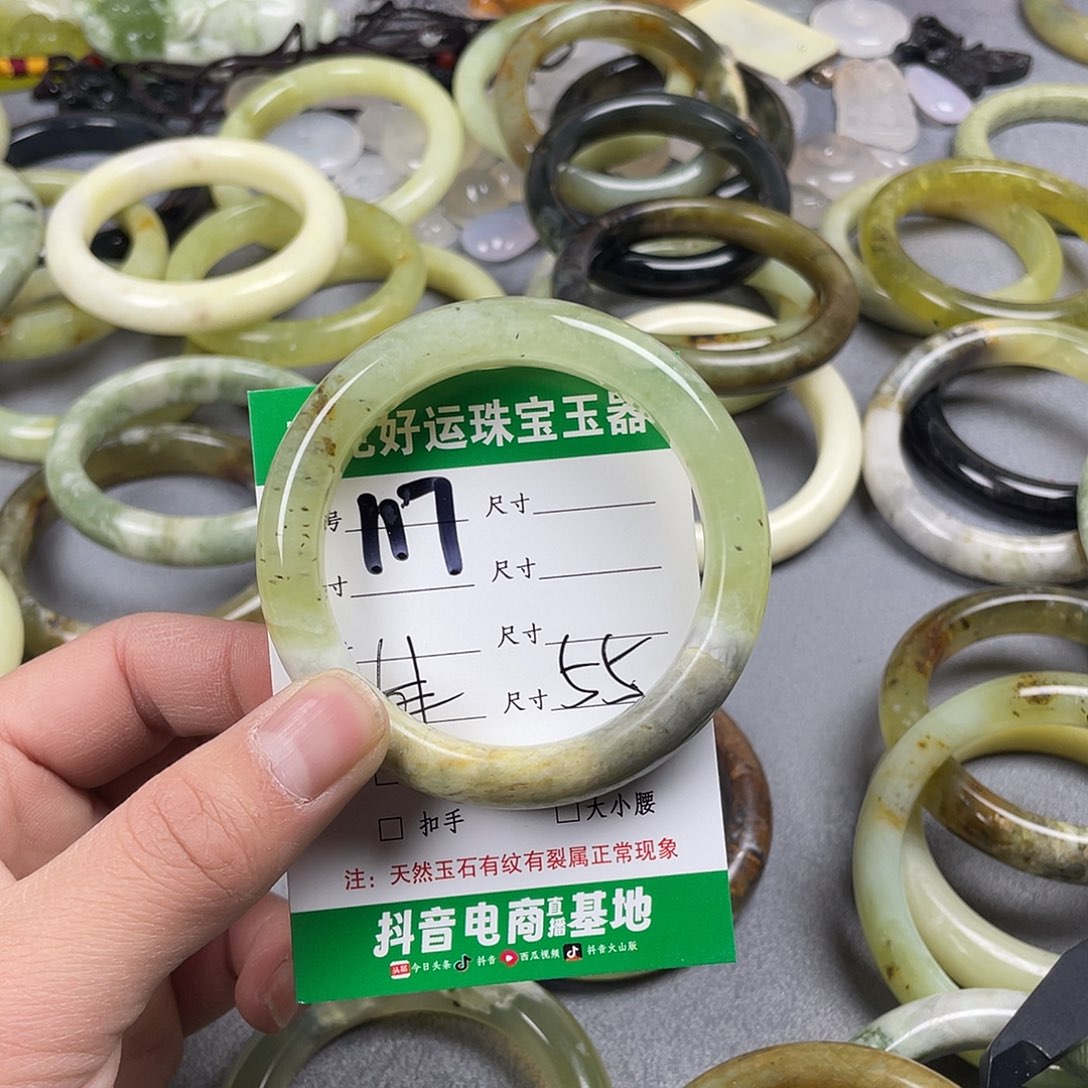 好运珠宝玉器
号 117 尺寸
寸 尺寸
尺寸
尺寸 55
扣手 大小腰
注：天然玉石有纹有裂属正常现象
抖音电商直播基地
头条 今日头条 抖音 西瓜视频 抖音火山版